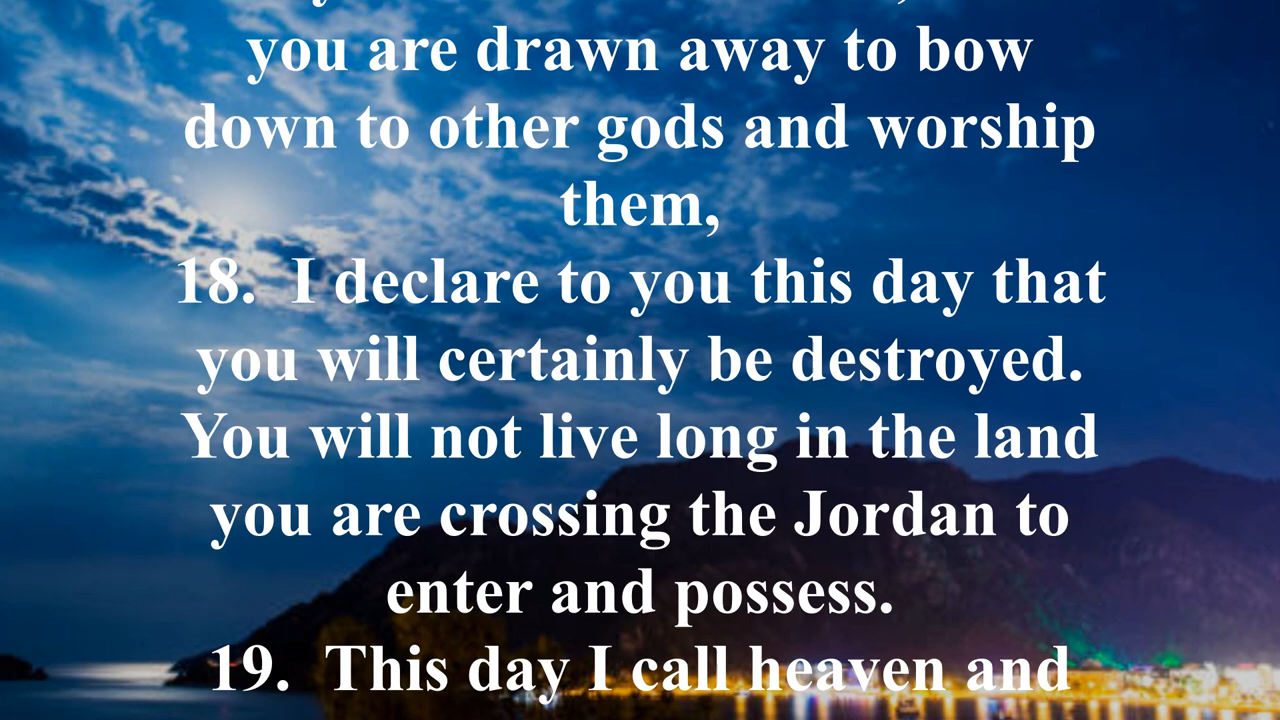 you are drawn away to bow
down to other gods and worship
them,
18. I declare to you this day that
you will certainly be destroyed.
You will not live long in the land
you are crossing the Jordan to
enter and possess.
19. This day I call heaven and